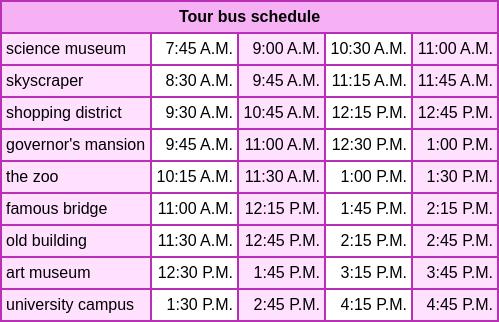 Tour bus schedule
science museum 7:45 A.M. 9:00 A.M. 10:30 A.M. 11:00 A.M.
skyscraper 8:30 A.M. 9:45 A.M. 11:15 A.M. 11:45 A.M.
shopping district 9:30 A.M. 10:45 A.M. 12:15 P.M. 12:45 P.M.
governor's mansion 9:45 A.M. 11:00 A.M. 12:30 P.M. 1:00 P.M.
the zoo 10:15 A.M. 11:30 A.M. 1:00 P.M. 1:30 P.M.
famous bridge 11:00 A.M. 12:15 P.M. 1:45 P.M. 2:15 P.M.
old building 11:30 A.M. 12:45 P.M. 2:15 P.M. 2:45 P.M.
art museum 12:30 P.M. 1:45 P.M. 3:15 P.M. 3:45 P.M.
university campus 1:30 P.M. 2:45 P.M. 4:15 P.M. 4:45 P.M.